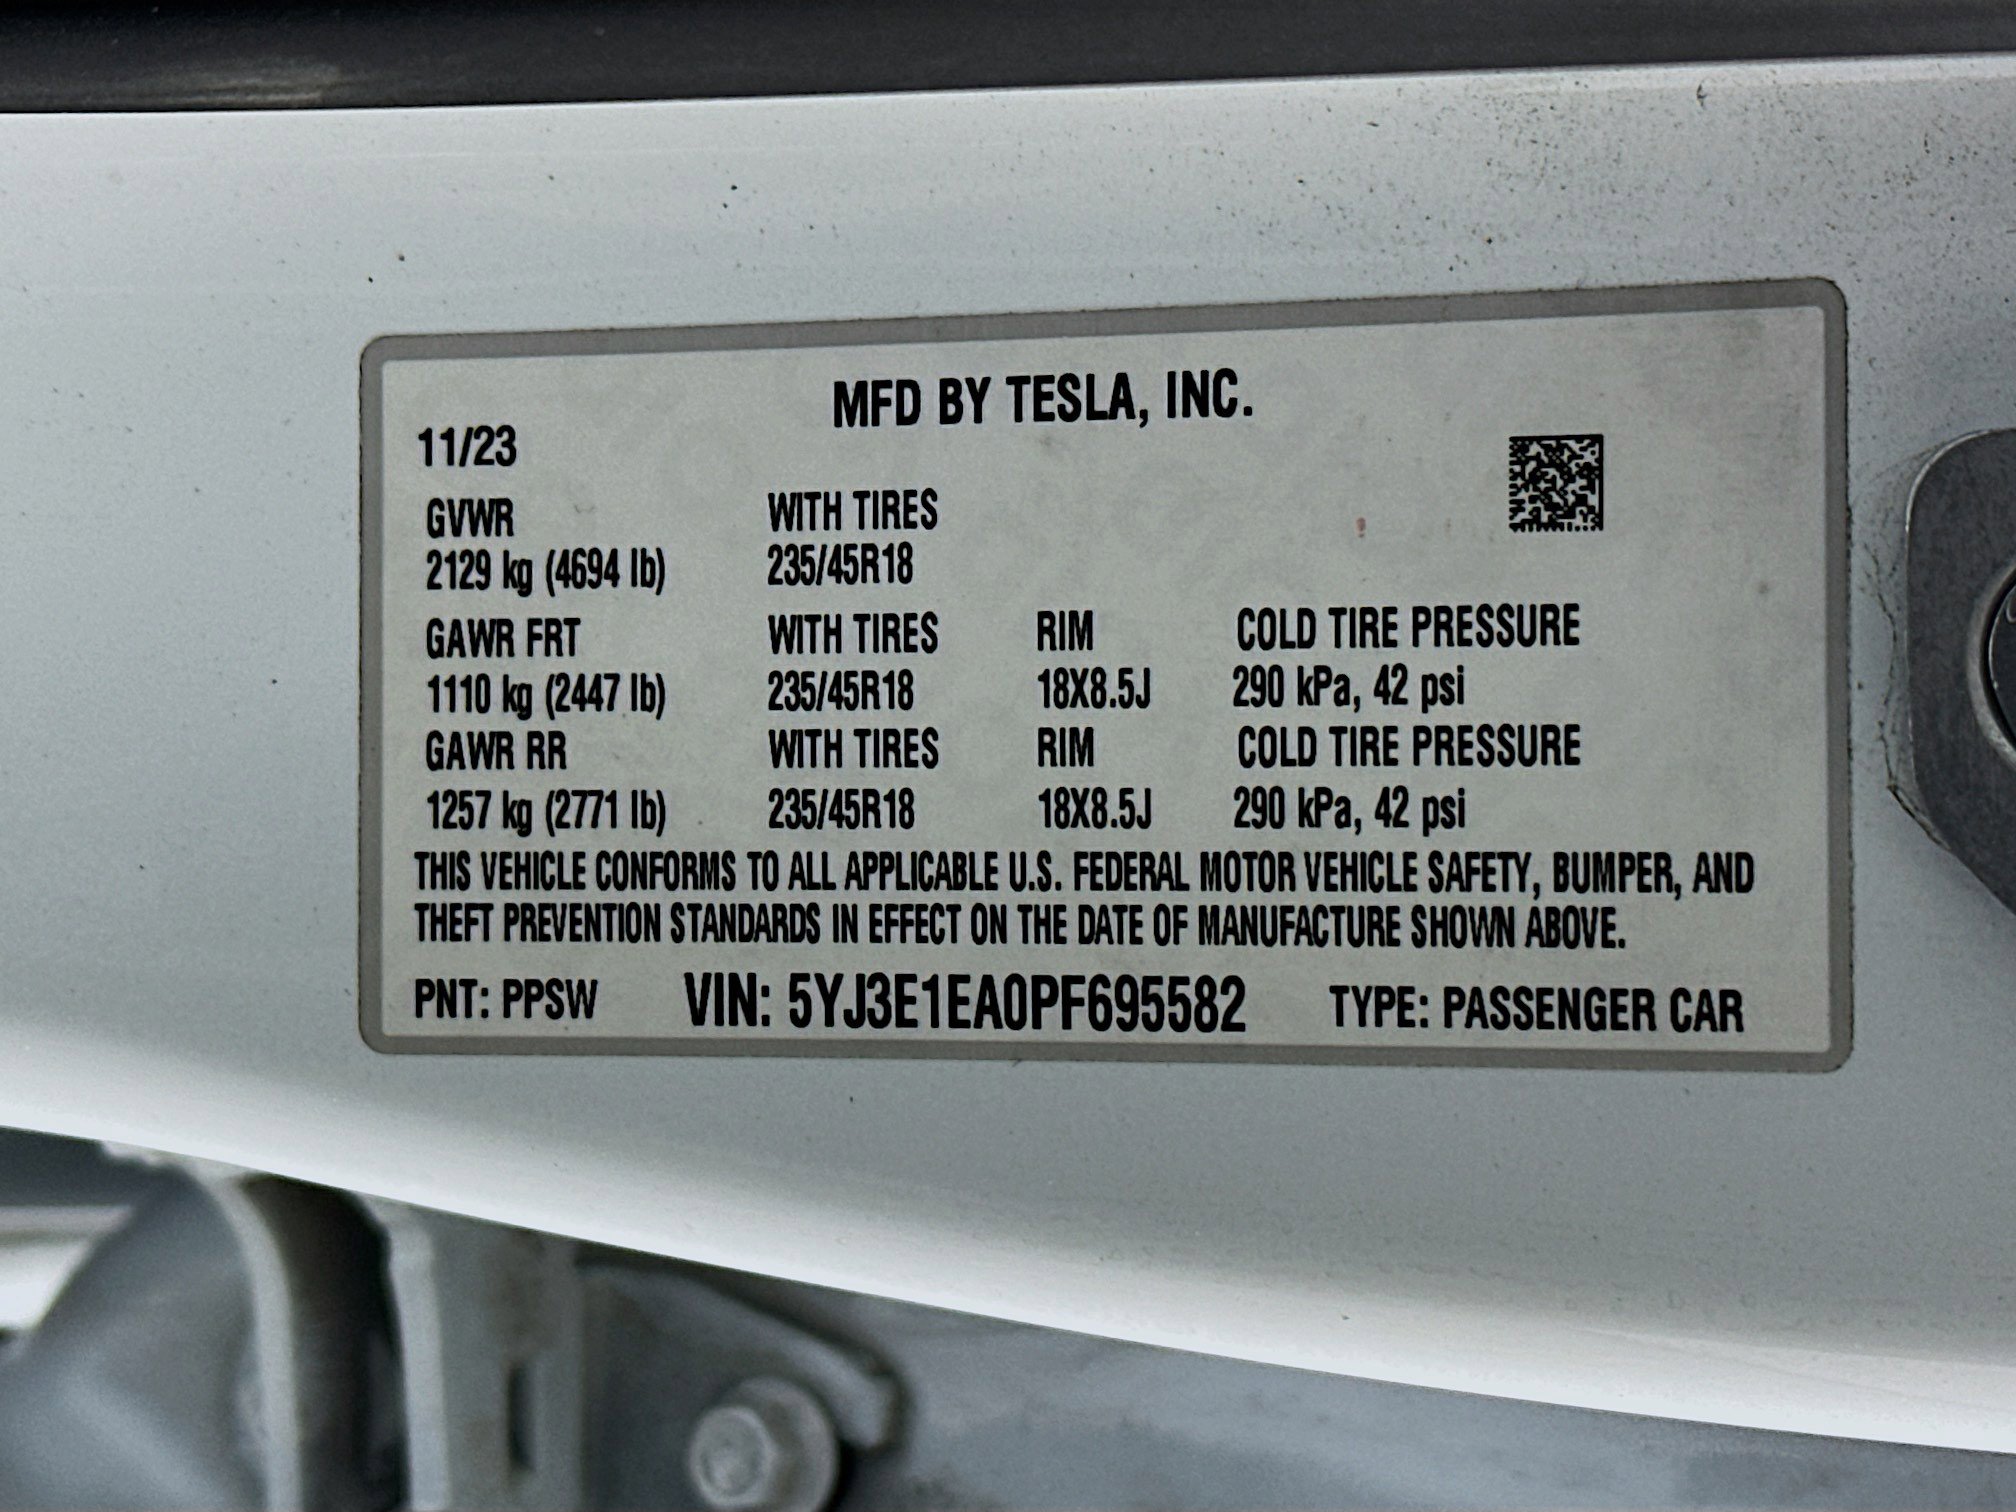 MFD BY TESLA, INC.
11/23
GVWR WITH TIRES
2129 kg (4694 lb) 235/45R18
GAWR FRT WITH TIRES RIM COLD TIRE PRESSURE
1110 kg (2447 lb) 235/45R18 18X8.5J 290 kPa, 42 psi
GAWR RR WITH TIRES RIM COLD TIRE PRESSURE
1257 kg (2771 lb) 235/45R18 18X8.5J 290 kPa, 42 psi
THIS VEHICLE CONFORMS TO ALL APPLICABLE U.S. FEDERAL MOTOR VEHICLE SAFETY, BUMPER, AND
THEFT PREVENTION STANDARDS IN EFFECT ON THE DATE OF MANUFACTURE SHOWN ABOVE.
PNT: PPSW VIN: 5YJ3E1EA0PF695582 TYPE: PASSENGER CAR